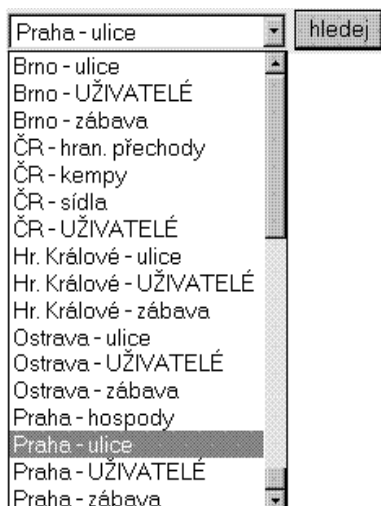 Praha - ulice
hledej
Brno - ulice
Brno - UŽIVATELÉ
Brno - zábava
ČR - hran. přechody
ČR - kempy
ČR - sídla
ČR - UŽIVATELÉ
Hr. Králové - ulice
Hr. Králové - UŽIVATELÉ
Hr. Králové - zábava
Ostrava - ulice
Ostrava - UŽIVATELÉ
Ostrava - zábava
Praha - hospody
Praha - ulice
Praha - UŽIVATELÉ
Praha - zábava